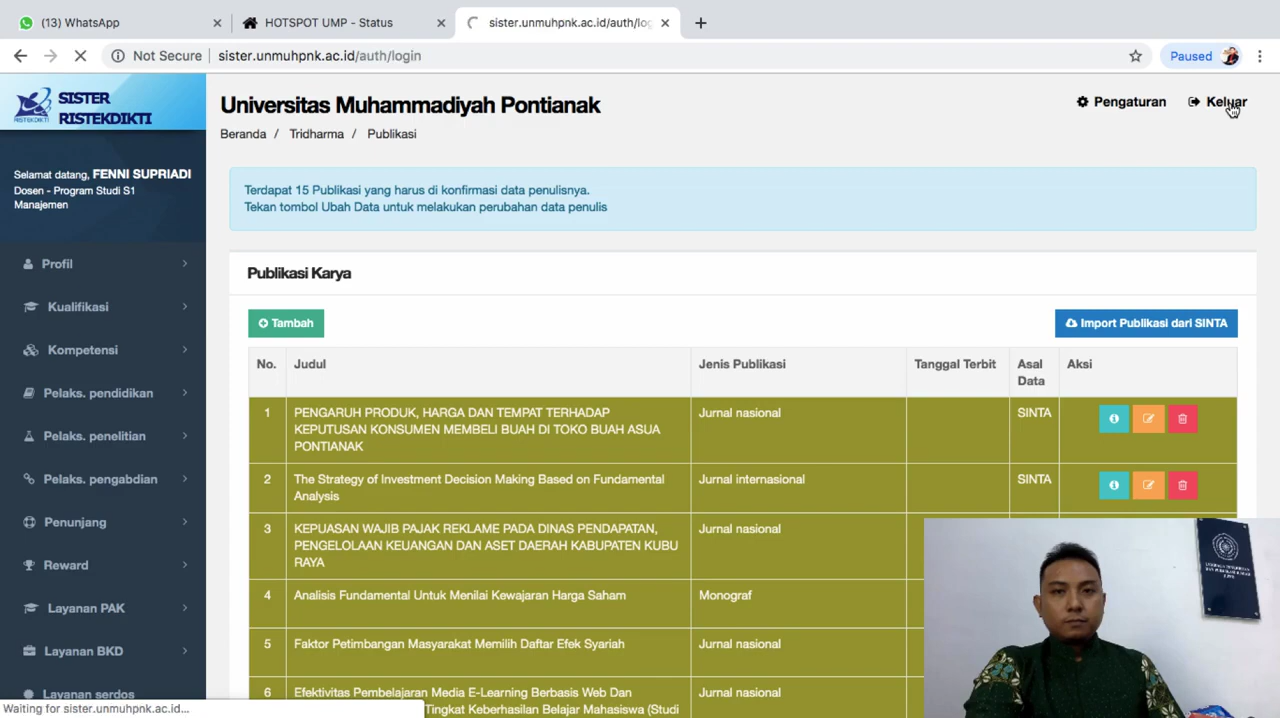 (13) WhatsApp
HOTSPOT UMP - Status
sister.unmuhpnk.ac.id/auth/log
Not Secure
sister.unmuhpnk.ac.id/auth/login
Paused
SISTER
RISTEKDIKTI
Universitas Muhammadiyah Pontianak
Pengaturan
Keluar
Beranda / Tridharma / Publikasi
Selamat datang, FENNI SUPRIADI
Dosen - Program Studi S1
Manajemen
Terdapat 15 Publikasi yang harus di konfirmasi data penulisnya.
Tekan tombol Ubah Data untuk melakukan perubahan data penulis
Profil
Kualifikasi
Kompetensi
Pelaks. pendidikan
Pelaks. penelitian
Pelaks. pengabdian
Penunjang
Reward
Layanan PAK
Layanan BKD
Layanan serdos
Publikasi Karya
Tambah
Import Publikasi dari SINTA
No. Judul Jenis Publikasi Tanggal Terbit Asal Data Aksi
1 PENGARUH PRODUK, HARGA DAN TEMPAT TERHADAP Jurnal nasional SINTA
KEPUTUSAN KONSUMEN MEMBELI BUAH DI TOKO BUAH ASUA
PONTIANAK
2 The Strategy of Investment Decision Making Based on Fundamental Jurnal internasional SINTA
Analysis
3 KEPUASAN WAJIB PAJAK REKLAME PADA DINAS PENDAPATAN, Jurnal nasional
PENGELOLAAN KEUANGAN DAN ASET DAERAH KABUPATEN KUBU
RAYA
4 Analisis Fundamental Untuk Menilai Kewajaran Harga Saham Monograf
5 Faktor Petimbangan Masyarakat Memilih Daftar Efek Syariah Jurnal nasional
6 Efektivitas Pembelajaran Media E-Learning Berbasis Web Dan Jurnal nasional
Tingkat Keberhasilan Belajar Mahasiswa (Studi
Waiting for sister.unmuhpnk.ac.id...